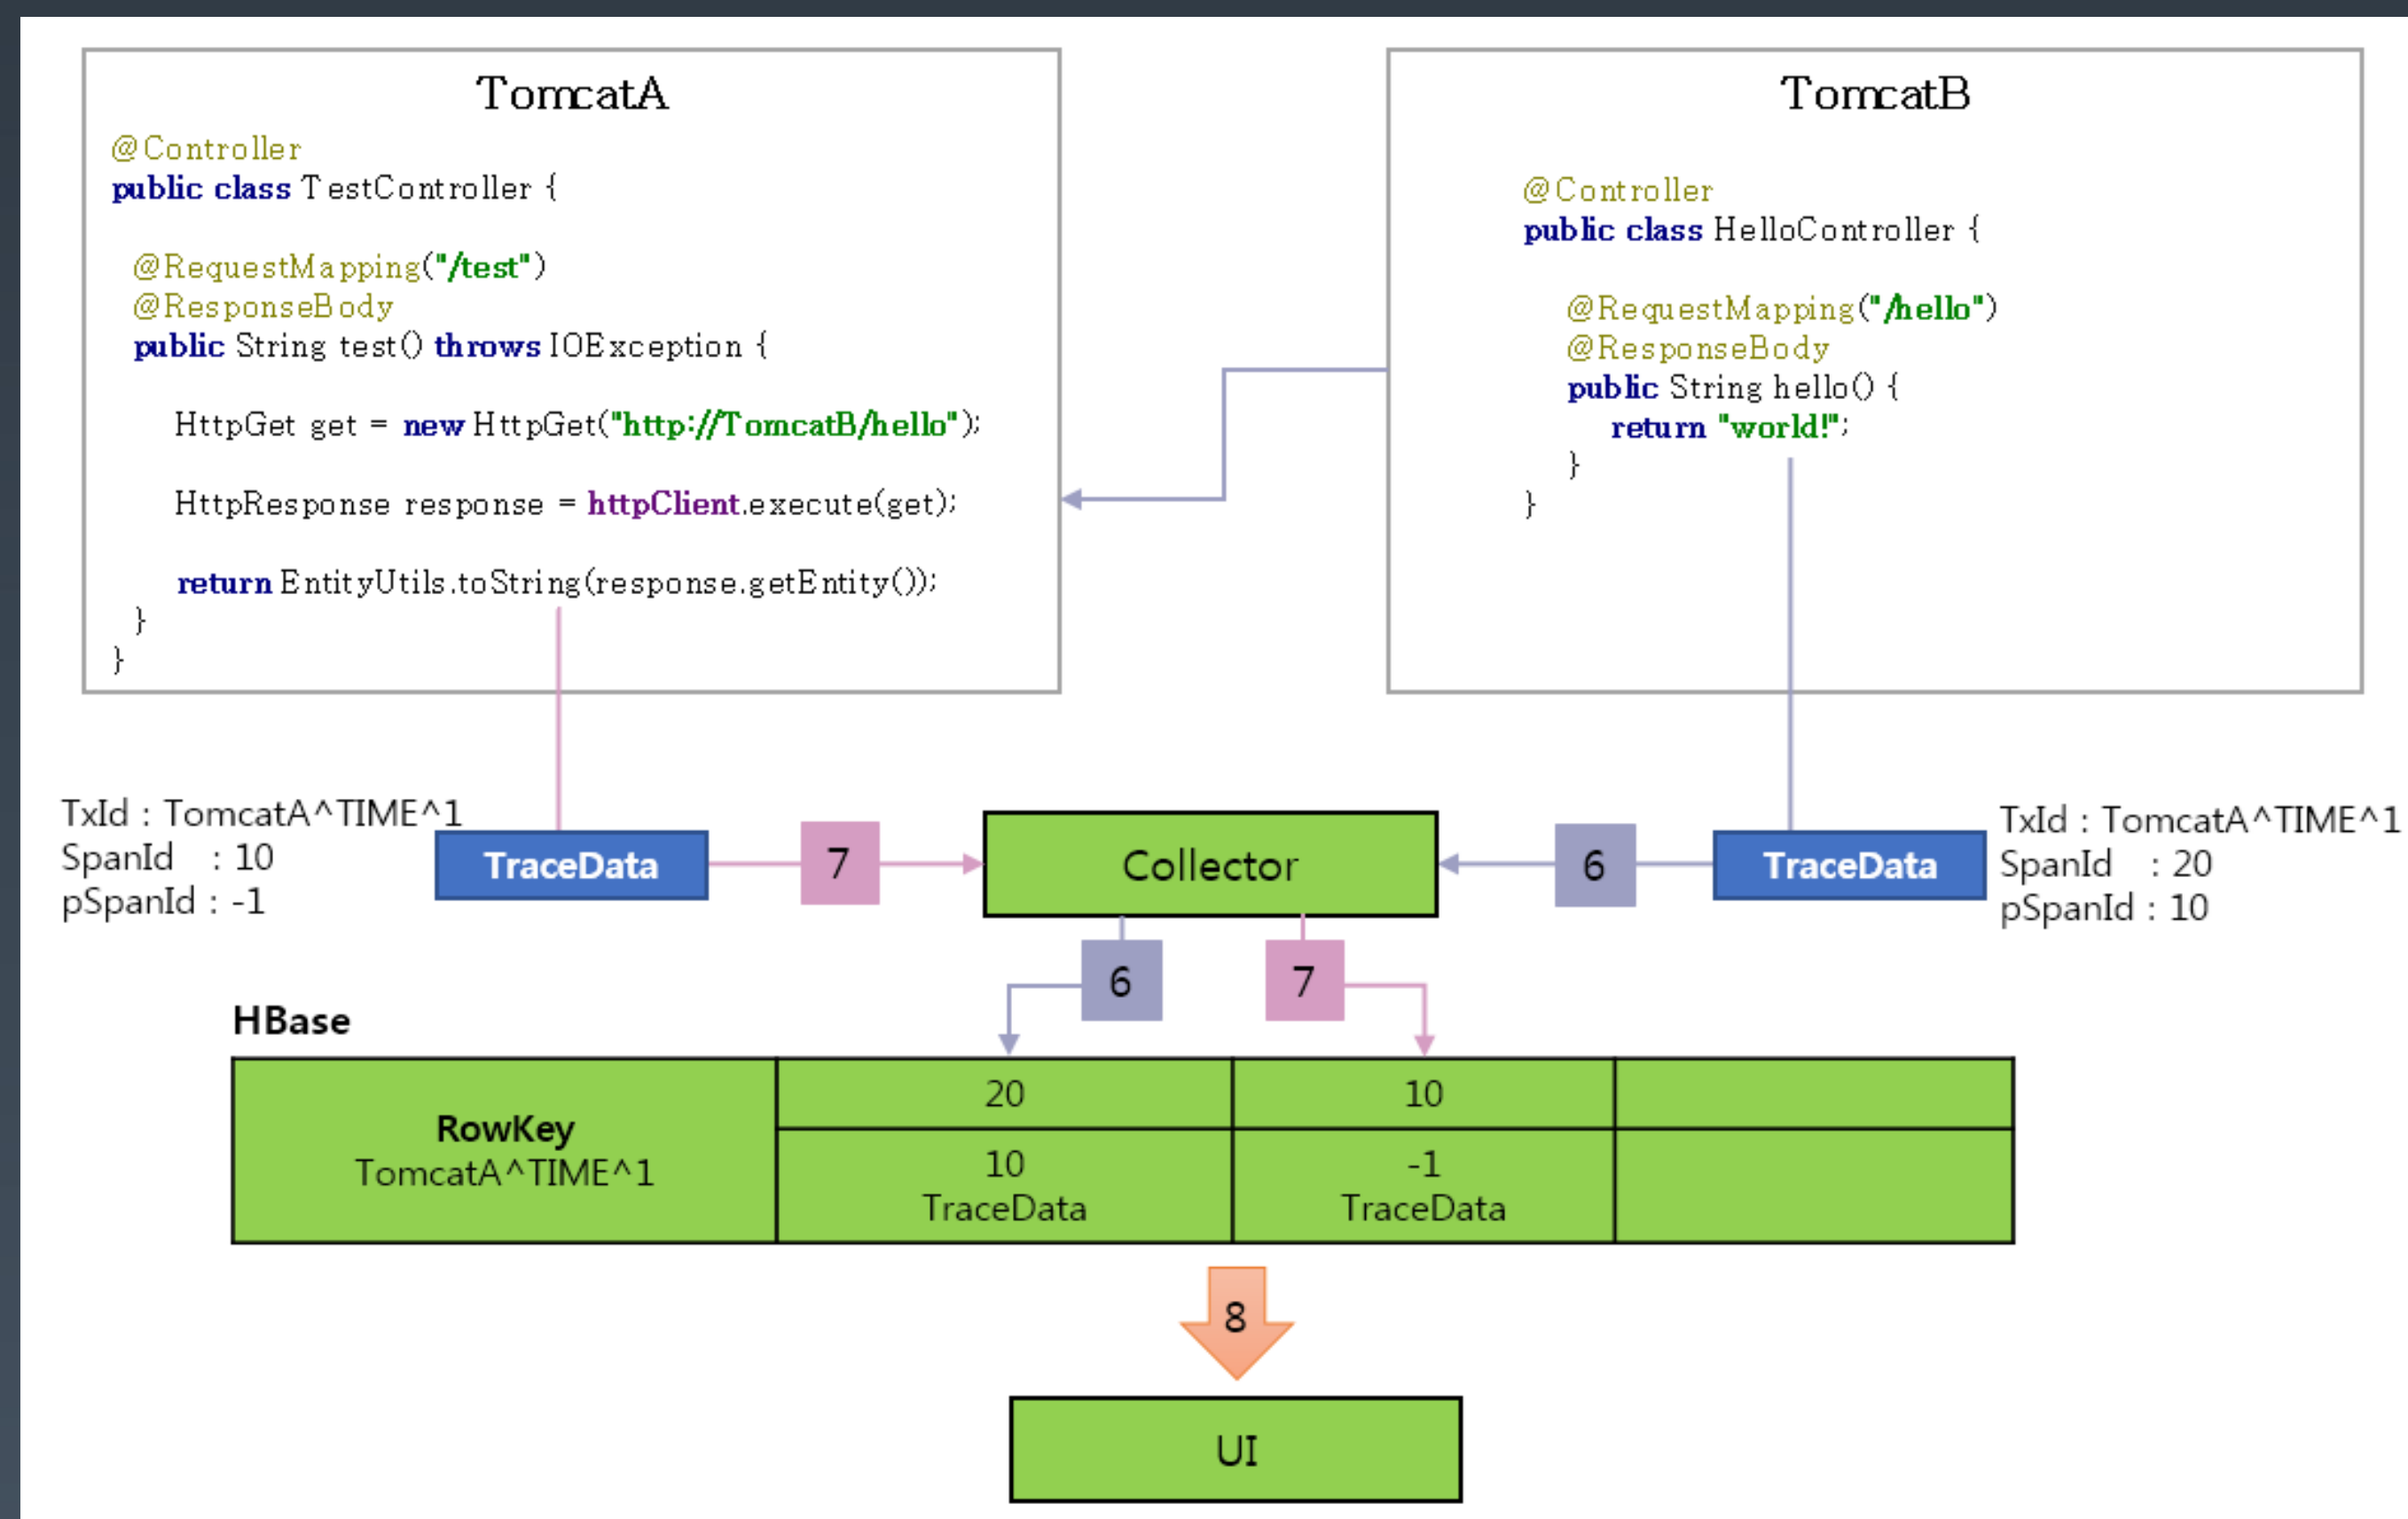 TomcatA
@Controller
public class TestController {
@RequestMapping("/test")
@ResponseBody
public String test() throws IOException {
HttpGet get = new HttpGet("http://TomcatB/hello");
HttpResponse response = httpClient.execute(get);
return EntityUtils.toString(response.getEntity());
}
}
TomcatB
@Controller
public class HelloController {
@RequestMapping("/hello")
@ResponseBody
public String hello() {
return "world!";
}
}
TxId : TomcatA^TIME^1
SpanId : 10
pSpanId : -1
TraceData
7
Collector
6
TraceData
TxId : TomcatA^TIME^1
SpanId : 20
pSpanId : 10
6
7
HBase
RowKey
TomcatA^TIME^1
20
10
10
TraceData
-1
TraceData
8
UI